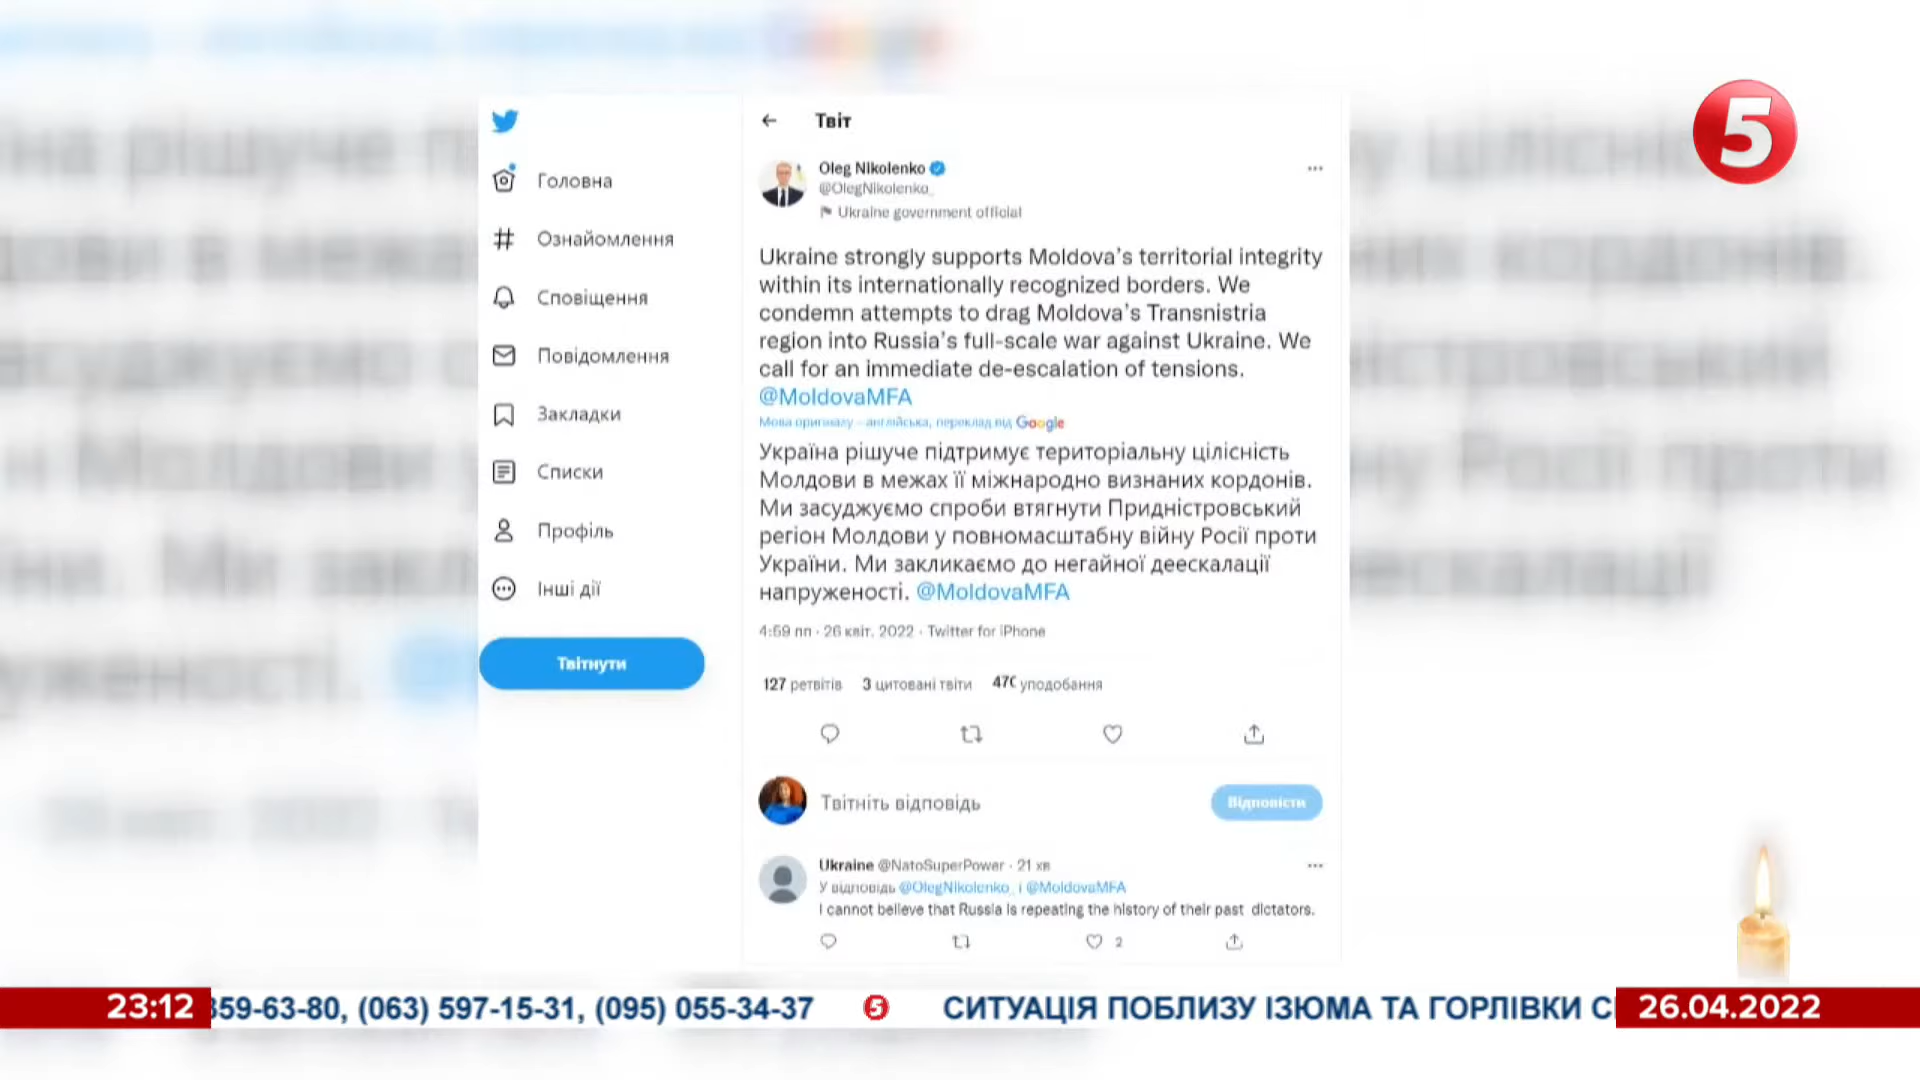 5
Твіт
Oleg Nikolenko
@OlegNikolenko_
Ukraine government official
Головна
Ознайомлення
Сповіщення
Повідомлення
Закладки
Списки
Профіль
Інші дії
Твітнути
Ukraine strongly supports Moldova's territorial integrity
within its internationally recognized borders. We
condemn attempts to drag Moldova's Transnistria
region into Russia's full-scale war against Ukraine. We
call for an immediate de-escalation of tensions.
@MoldovaMFA
Мова оригіналу – англійська, переклад від Google
Україна рішуче підтримує територіальну цілісність
Молдови в межах її міжнародно визнаних кордонів.
Ми засуджуємо спроби втягнути Придністровський
регіон Молдови у повномасштабну війну Росії проти
України. Ми закликаємо до негайної деескалації
напруженості. @MoldovaMFA
4:59 пп · 26 квіт. 2022 · Twitter for iPhone
127 ретвітів 3 цитовані твіти уподобання
Твітніть відповідь
Відповісти
Ukraine @NatoSuperPower · 21 хв
У відповідь @OlegNikolenko_ і @MoldovaMFA
I cannot believe that Russia is repeating the history of their past dictators.
2
23:12 359-63-80, (063) 597-15-31, (095) 055-34-37 5 СИТУАЦІЯ ПОБЛИЗУ ІЗЮМА ТА ГОРЛІВКИ 26.04.2022